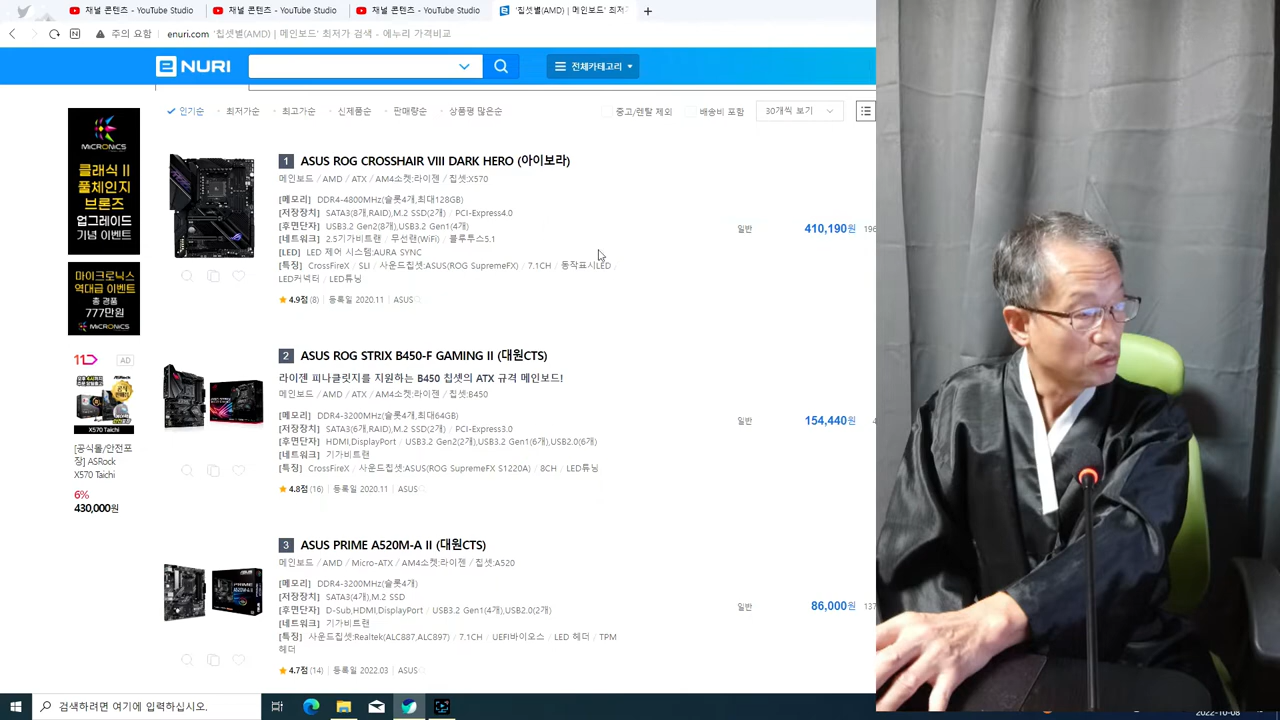 채널 콘텐츠 - YouTube Studio
채널 콘텐츠 - YouTube Studio
채널 콘텐츠 - YouTube Studio
'칩셋별(AMD) | 메인보드' 최저가
주의 요함
enuri.com '칩셋별(AMD) | 메인보드' 최저가 검색 - 에누리 가격비교
e NURI
전체카테고리
인기순
최저가순
최고가순
신제품순
판매량순
상품평 많은순
중고/렌탈 제외
배송비 포함
30개씩 보기
MiCRONICS
클래식 II
풀체인지
브론즈
업그레이드
기념 이벤트
마이크로닉스
역대급 이벤트
총 경품
777만원
MiCRONICS
11
AD
X570 Taichi
[공식몰/안전포
장] ASRock
X570 Taichi
6%
430,000원
1 ASUS ROG CROSSHAIR VIII DARK HERO (아이보라)
메인보드 / AMD / ATX / AM4소켓:라이젠 / 칩셋:X570
[메모리] DDR4-4800MHz(슬롯4개,최대128GB)
[저장장치] SATA3(8개,RAID),M.2 SSD(2개) / PCI-Express4.0
[후면단자] USB3.2 Gen2(8개),USB3.2 Gen1(4개)
[네트워크] 2.5기가비트랜 / 무선랜(WiFi) / 블루투스5.1
[LED] LED 제어 시스템:AURA SYNC
[특징] CrossFireX / SLI / 사운드칩셋:ASUS(ROG SupremeFX) / 7.1CH / 동작표시LED /
LED커넥터 / LED튜닝
4.9점 (8) | 등록일 2020.11 | ASUS
일반
410,190원
196
2 ASUS ROG STRIX B450-F GAMING II (대원CTS)
라이젠 피나클릿지를 지원하는 B450 칩셋의 ATX 규격 메인보드!
메인보드 / AMD / ATX / AM4소켓:라이젠 / 칩셋:B450
[메모리] DDR4-3200MHz(슬롯4개,최대64GB)
[저장장치] SATA3(6개,RAID),M.2 SSD(2개) / PCI-Express3.0
[후면단자] HDMI,DisplayPort / USB3.2 Gen2(2개),USB3.2 Gen1(6개),USB2.0(6개)
[네트워크] 기가비트랜
[특징] CrossFireX / 사운드칩셋:ASUS(ROG SupremeFX S1220A) / 8CH / LED튜닝
4.8점 (16) | 등록일 2020.11 | ASUS
일반
154,440원
3 ASUS PRIME A520M-A II (대원CTS)
메인보드 / AMD / Micro-ATX / AM4소켓:라이젠 / 칩셋:A520
[메모리] DDR4-3200MHz(슬롯4개)
[저장장치] SATA3(4개),M.2 SSD
[후면단자] D-Sub,HDMI,DisplayPort / USB3.2 Gen1(4개),USB2.0(2개)
[네트워크] 기가비트랜
[특징] 사운드칩셋:Realtek(ALC887,ALC897) / 7.1CH / UEFI바이오스 / LED 헤더 / TPM
헤더
4.7점 (14) | 등록일 2022.03 | ASUS
일반
86,000원
137
검색하려면 여기에 입력하십시오.
2022-10-08